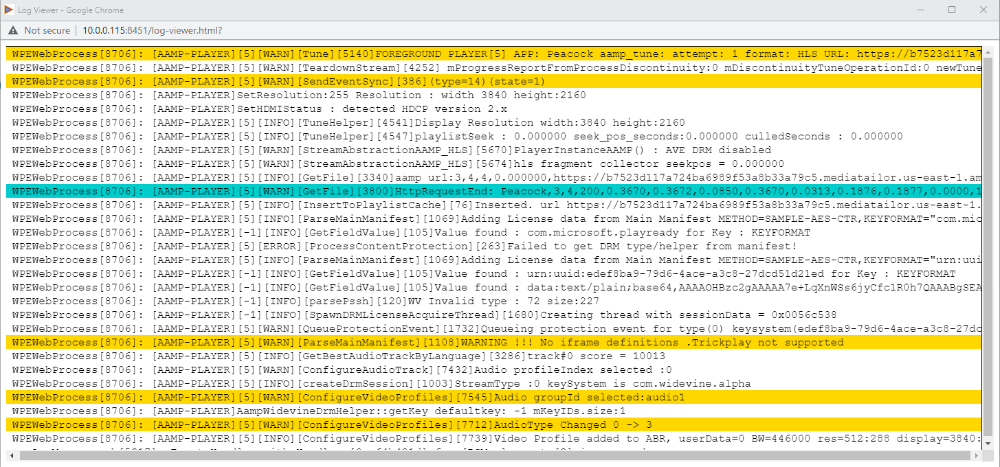 Log Viewer - Google Chrome
Not secure | 10.0.0.115:8451/log-viewer.html?
WPEWebProcess[8706]: [AAMP-PLAYER][5][WARN][Tune][5140]FOREGROUND PLAYER[5] APP: Peacock aamp_tune: attempt: 1 format: HLS URL: https://b7523d117a7
WPEWebProcess[8706]: [AAMP-PLAYER][5][WARN][TeardownStream][4252] mProgressReportFromProcessDiscontinuity:0 mDiscontinuityTuneOperationId:0 newTune
WPEWebProcess[8706]: [AAMP-PLAYER][5][WARN][SendEventSync][386](type=14)(state=1)
WPEWebProcess[8706]: [AAMP-PLAYER]SetResolution:255 Resolution : width 3840 height:2160
WPEWebProcess[8706]: [AAMP-PLAYER]SetHDMIStatus : detected HDCP version 2.x
WPEWebProcess[8706]: [AAMP-PLAYER][5][INFO][TuneHelper][4541]Display Resolution width:3840 height:2160
WPEWebProcess[8706]: [AAMP-PLAYER][5][INFO][TuneHelper][4547]playlistSeek : 0.000000 seek_pos_seconds:0.000000 culledSeconds : 0.000000
WPEWebProcess[8706]: [AAMP-PLAYER][5][WARN][StreamAbstractionAAMP_HLS][5670]PlayerInstanceAAMP() : AVE DRM disabled
WPEWebProcess[8706]: [AAMP-PLAYER][5][WARN][StreamAbstractionAAMP_HLS][5674]hls fragment collector seekpos = 0.000000
WPEWebProcess[8706]: [AAMP-PLAYER][5][INFO][GetFile][3340]aamp url:3,4,4,0.000000,https://b7523d117a724ba6989f53a8b33a79c5.mediatailor.us-east-1.am
WPEWebProcess[8706]: [AAMP-PLAYER][5][WARN][GetFile][3800]HttpRequestEnd: Peacock,3,4,200,0.3670,0.3672,0.0850,0.3670,0.0313,0.1876,0.1877,0.0000,1
WPEWebProcess[8706]: [AAMP-PLAYER][5][INFO][InsertToPlaylistCache][76]Inserted. url https://b7523d117a724ba6989f53a8b33a79c5.mediatailor.us-east-1.
WPEWebProcess[8706]: [AAMP-PLAYER][5][INFO][ParseMainManifest][1069]Adding License data from Main Manifest METHOD=SAMPLE-AES-CTR,KEYFORMAT="com.mic
WPEWebProcess[8706]: [AAMP-PLAYER][-1][INFO][GetFieldValue][105]Value found : com.microsoft.playready for Key : KEYFORMAT
WPEWebProcess[8706]: [AAMP-PLAYER][5][ERROR][ProcessContentProtection][263]Failed to get DRM type/helper from manifest!
WPEWebProcess[8706]: [AAMP-PLAYER][5][INFO][ParseMainManifest][1069]Adding License data from Main Manifest METHOD=SAMPLE-AES-CTR,KEYFORMAT="urn:uui
WPEWebProcess[8706]: [AAMP-PLAYER][-1][INFO][GetFieldValue][105]Value found : urn:uuid:edef8ba9-79d6-4ace-a3c8-27dcd51d21ed for Key : KEYFORMAT
WPEWebProcess[8706]: [AAMP-PLAYER][-1][INFO][GetFieldValue][105]Value found : data:text/plain;base64,AAAAOHBzc2gAAAAA7e+LqXnWSs6jyCfc1R0h7QAAABgSEA
WPEWebProcess[8706]: [AAMP-PLAYER][-1][INFO][parsePssh][120]WV Invalid type : 72 size:227
WPEWebProcess[8706]: [AAMP-PLAYER][-1][INFO][SpawnDRMLicenseAcquireThread][1680]Creating thread with sessionData = 0x0056c538
WPEWebProcess[8706]: [AAMP-PLAYER][5][WARN][QueueProtectionEvent][1732]Queueing protection event for type(0) keysystem(edef8ba9-79d6-4ace-a3c8-27dc
WPEWebProcess[8706]: [AAMP-PLAYER][5][WARN][ParseMainManifest][1108]WARNING !!! No iframe definitions .Trickplay not supported
WPEWebProcess[8706]: [AAMP-PLAYER][5][INFO][GetBestAudioTrackByLanguage][3286]track#0 score = 10013
WPEWebProcess[8706]: [AAMP-PLAYER][5][WARN][ConfigureAudioTrack][7432]Audio profileIndex selected :0
WPEWebProcess[8706]: [AAMP-PLAYER][5][INFO][createDrmSession][1003]StreamType :0 keySystem is com.widevine.alpha
WPEWebProcess[8706]: [AAMP-PLAYER][5][WARN][ConfigureVideoProfiles][7545]Audio groupId selected:audio1
WPEWebProcess[8706]: [AAMP-PLAYER]AampWidevineDrmHelper::getKey defaultkey: -1 mKeyIDs.size:1
WPEWebProcess[8706]: [AAMP-PLAYER][5][WARN][ConfigureVideoProfiles][7712]AudioType Changed 0 -> 3
WPEWebProcess[8706]: [AAMP-PLAYER][5][INFO][ConfigureVideoProfiles][7739]Video Profile added to ABR, userData=0 BW=446000 res=512:288 display=3840: